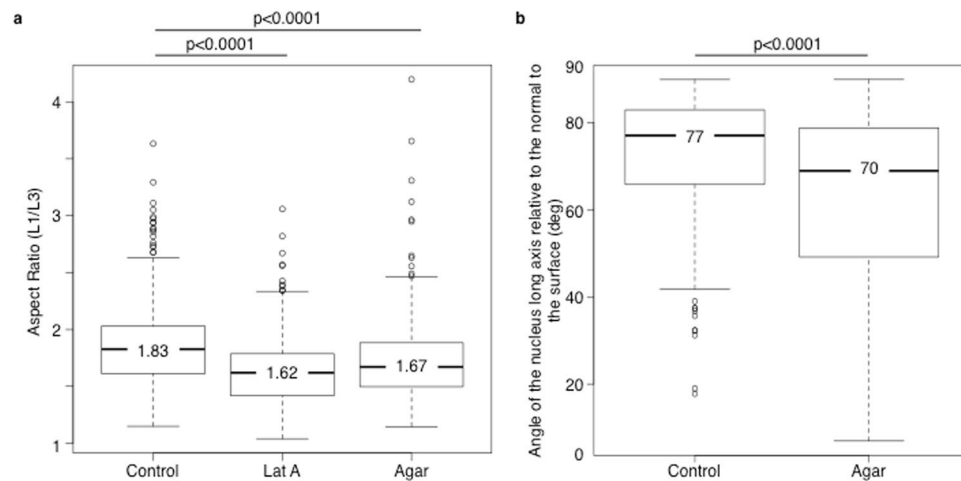 a
p<0.0001
p<0.0001
Aspect Ratio (L1/L3)
4
3
2
1
1.83
1.62
1.67
Control
Lat A
Agar
b
p<0.0001
Angle of the nucleus long axis relative to the normal to
the surface (deg)
90
80
60
40
20
0
77
70
Control
Agar